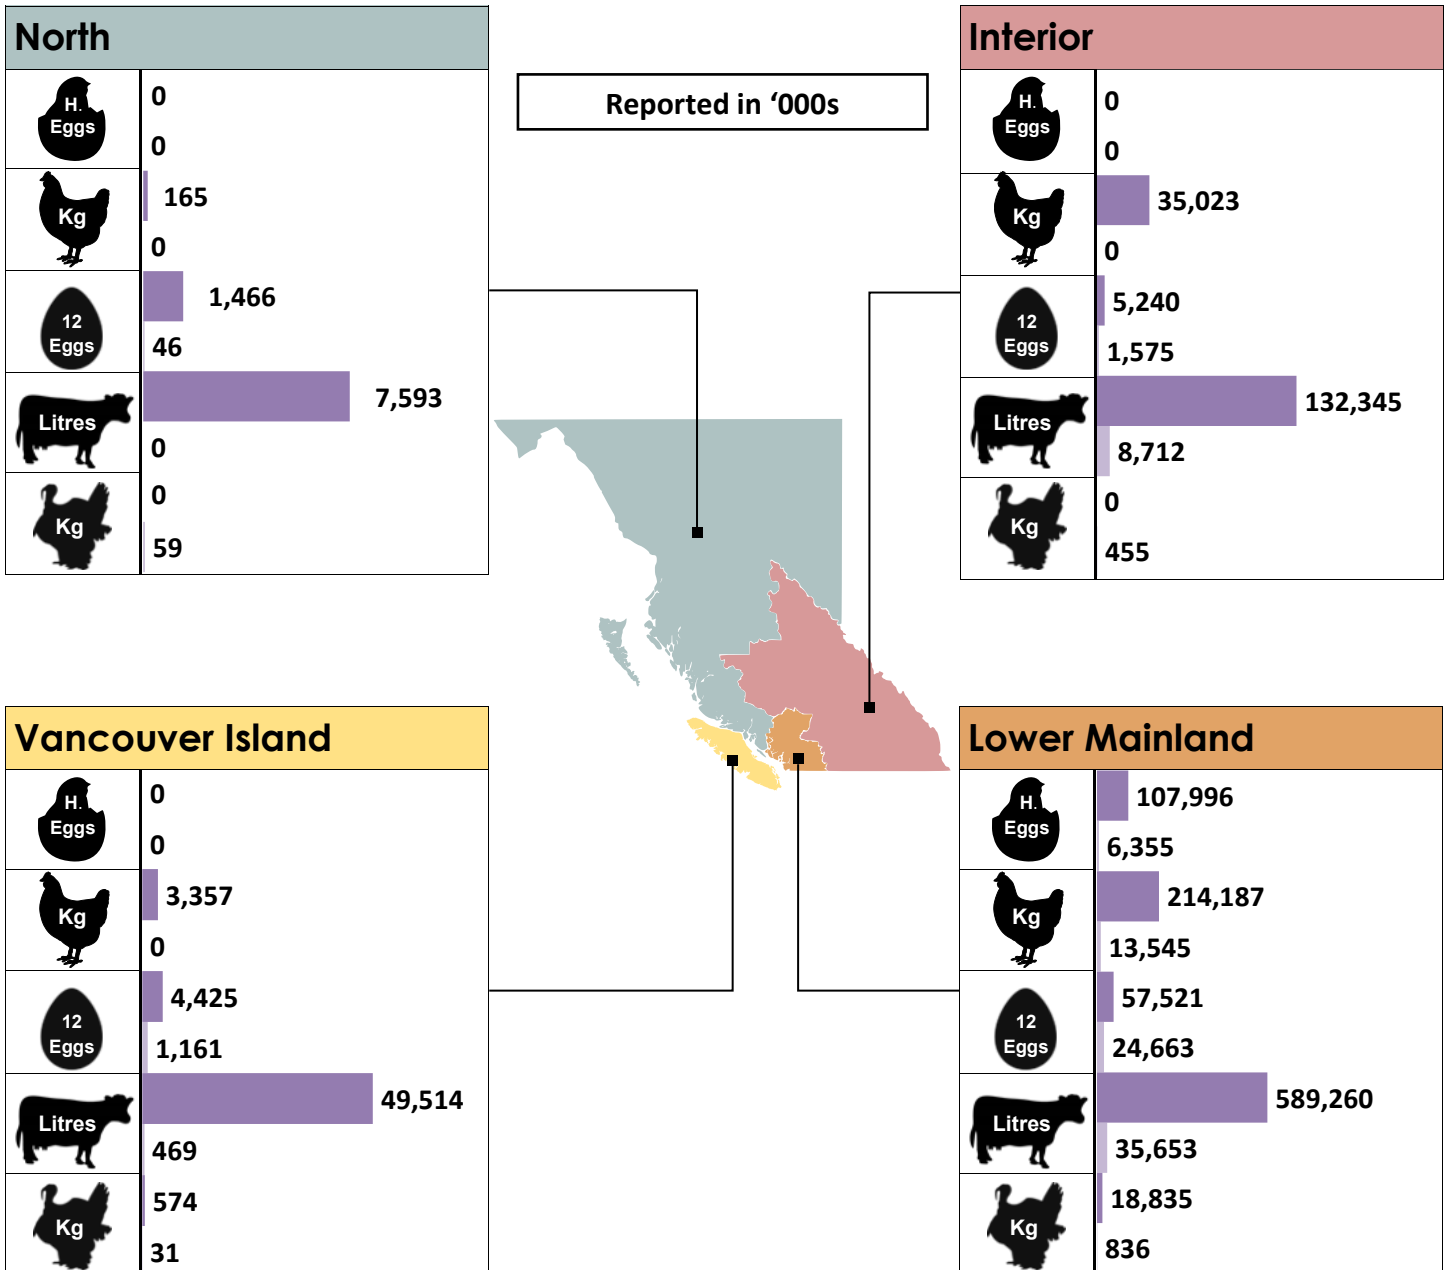 North
H.
Eggs
0
0
Kg
165
0
12
Eggs
1,466
46
Litres
7,593
0
Kg
0
59
Reported in ‘000s
Interior
H.
Eggs
0
0
Kg
35,023
0
12
Eggs
5,240
1,575
Litres
132,345
8,712
Kg
0
455
Vancouver Island
H.
Eggs
0
0
Kg
3,357
0
12
Eggs
4,425
1,161
Litres
49,514
469
Kg
574
31
Lower Mainland
H.
Eggs
107,996
6,355
Kg
214,187
13,545
12
Eggs
57,521
24,663
Litres
589,260
35,653
Kg
18,835
836